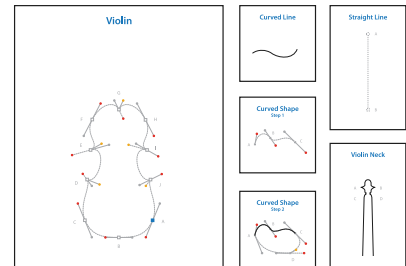 Violin
G
F
H
E
I
D
J
C
A
B
Curved Line
Curved Shape
Step 1
A
B
C
Curved Shape
Step 2
Straight Line
A
B
Violin Neck
A
B
C
D